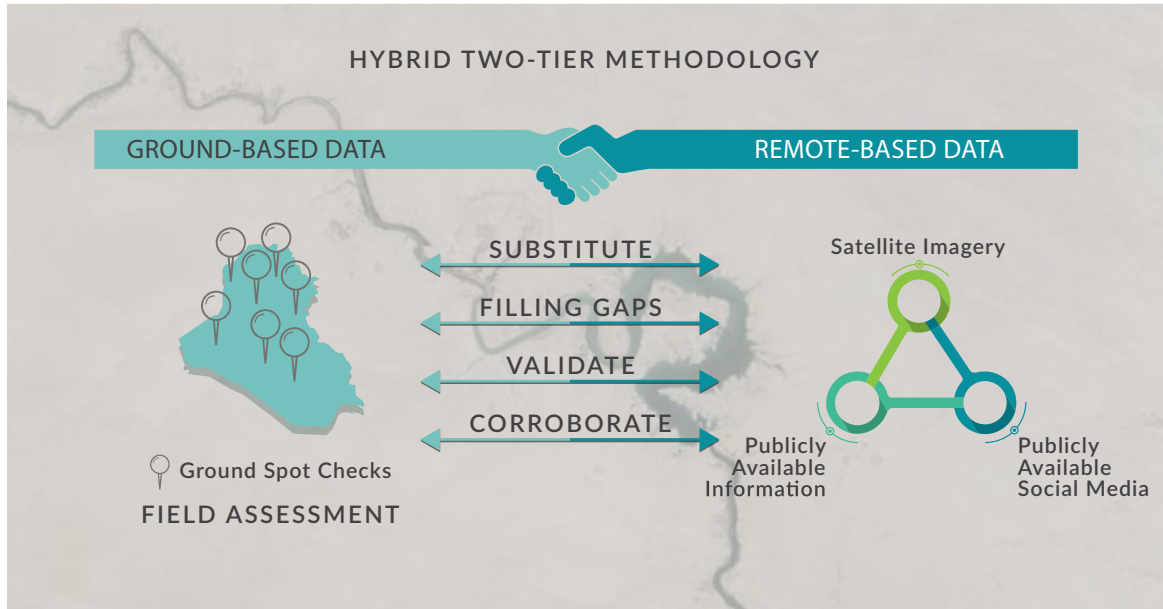 HYBRID TWO-TIER METHODOLOGY
GROUND-BASED DATA
REMOTE-BASED DATA
SUBSTITUTE
FILLING GAPS
VALIDATE
CORROBORATE
Ground Spot Checks
FIELD ASSESSMENT
Satellite Imagery
Publicly
Available
Information
Publicly
Available
Social Media